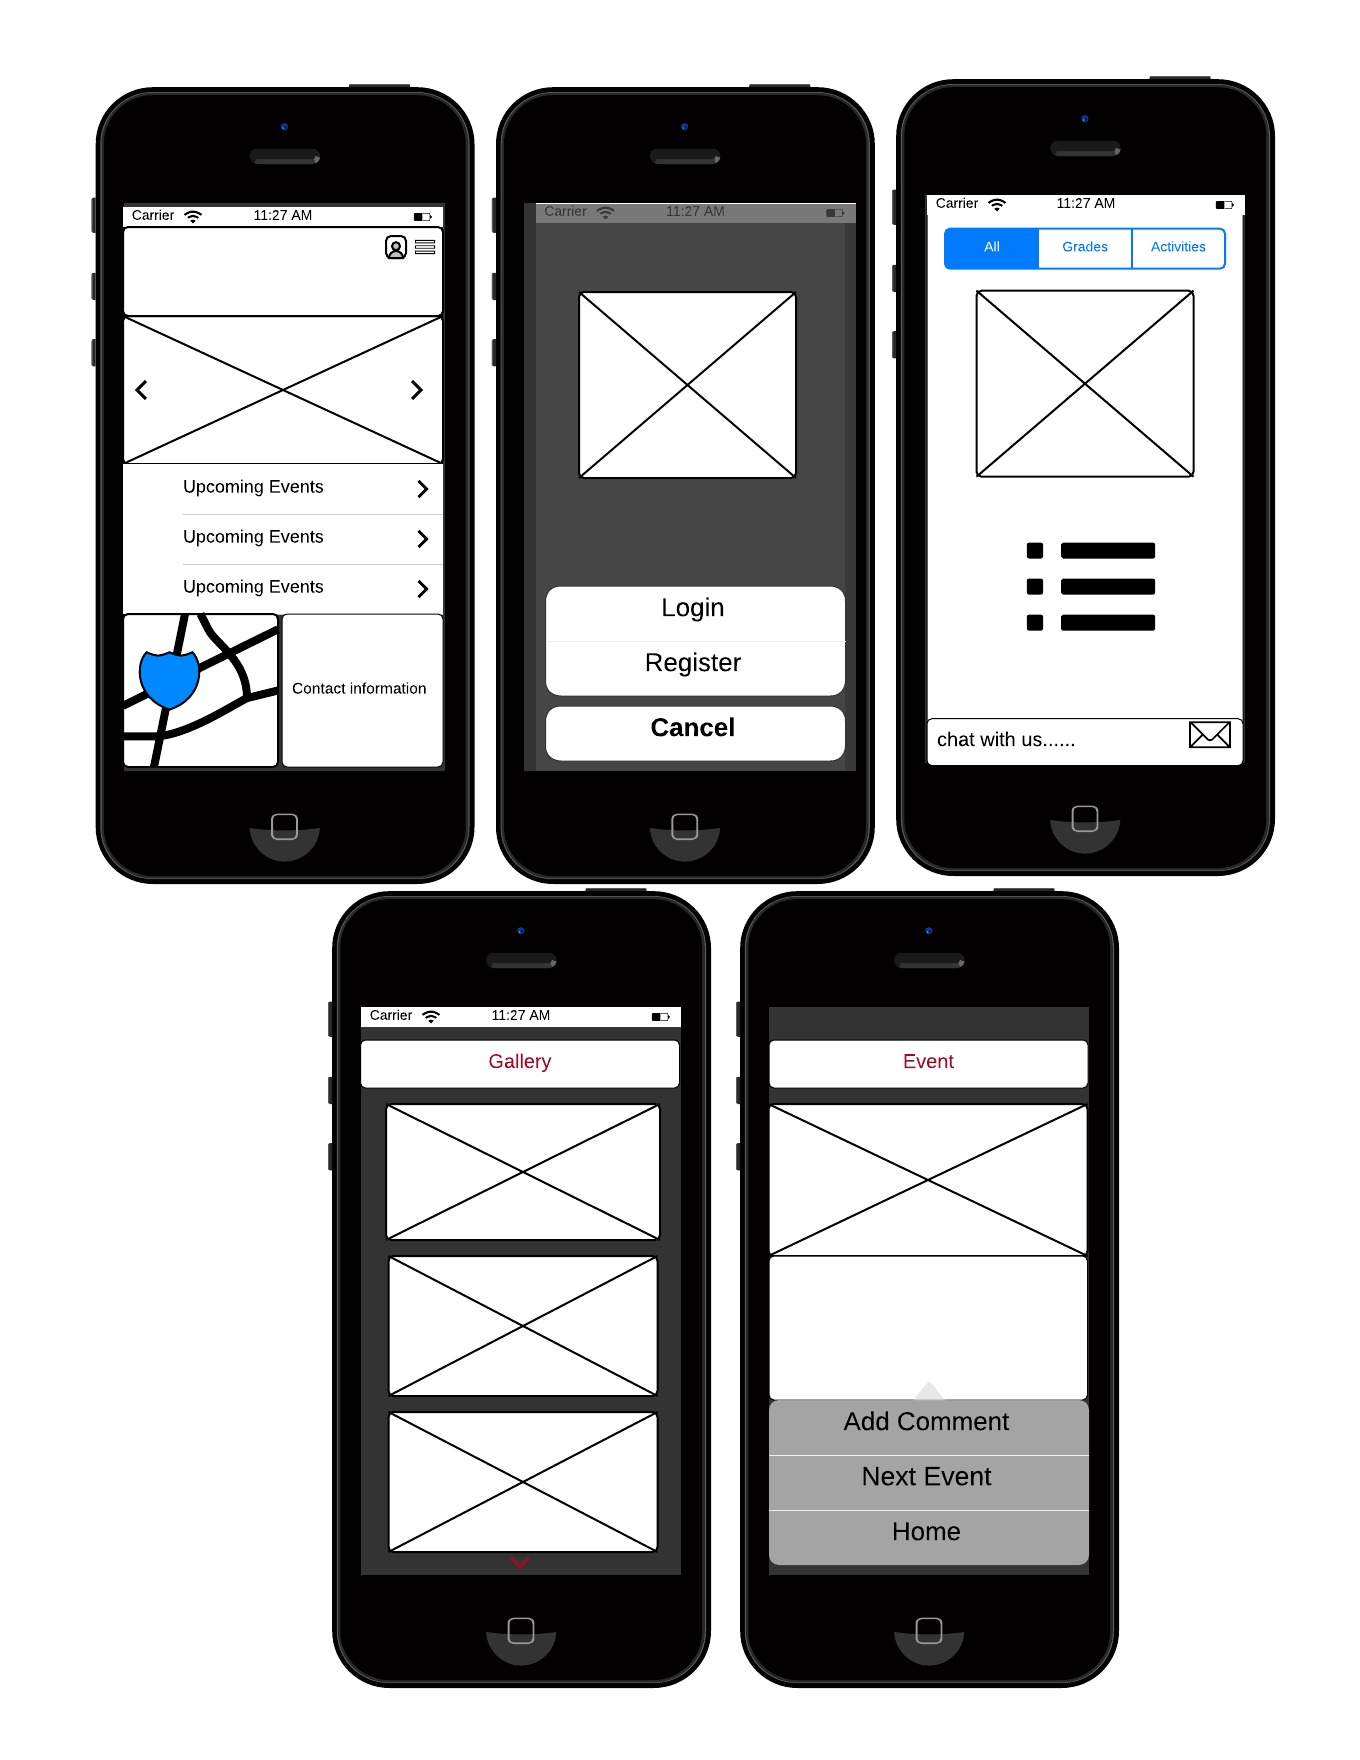 Carrier 11:27 AM
Upcoming Events
Upcoming Events
Upcoming Events
Contact information
Carrier 11:27 AM
Login
Register
Cancel
Carrier 11:27 AM
All Grades Activities
chat with us......
Carrier 11:27 AM
Gallery
Event
Add Comment
Next Event
Home